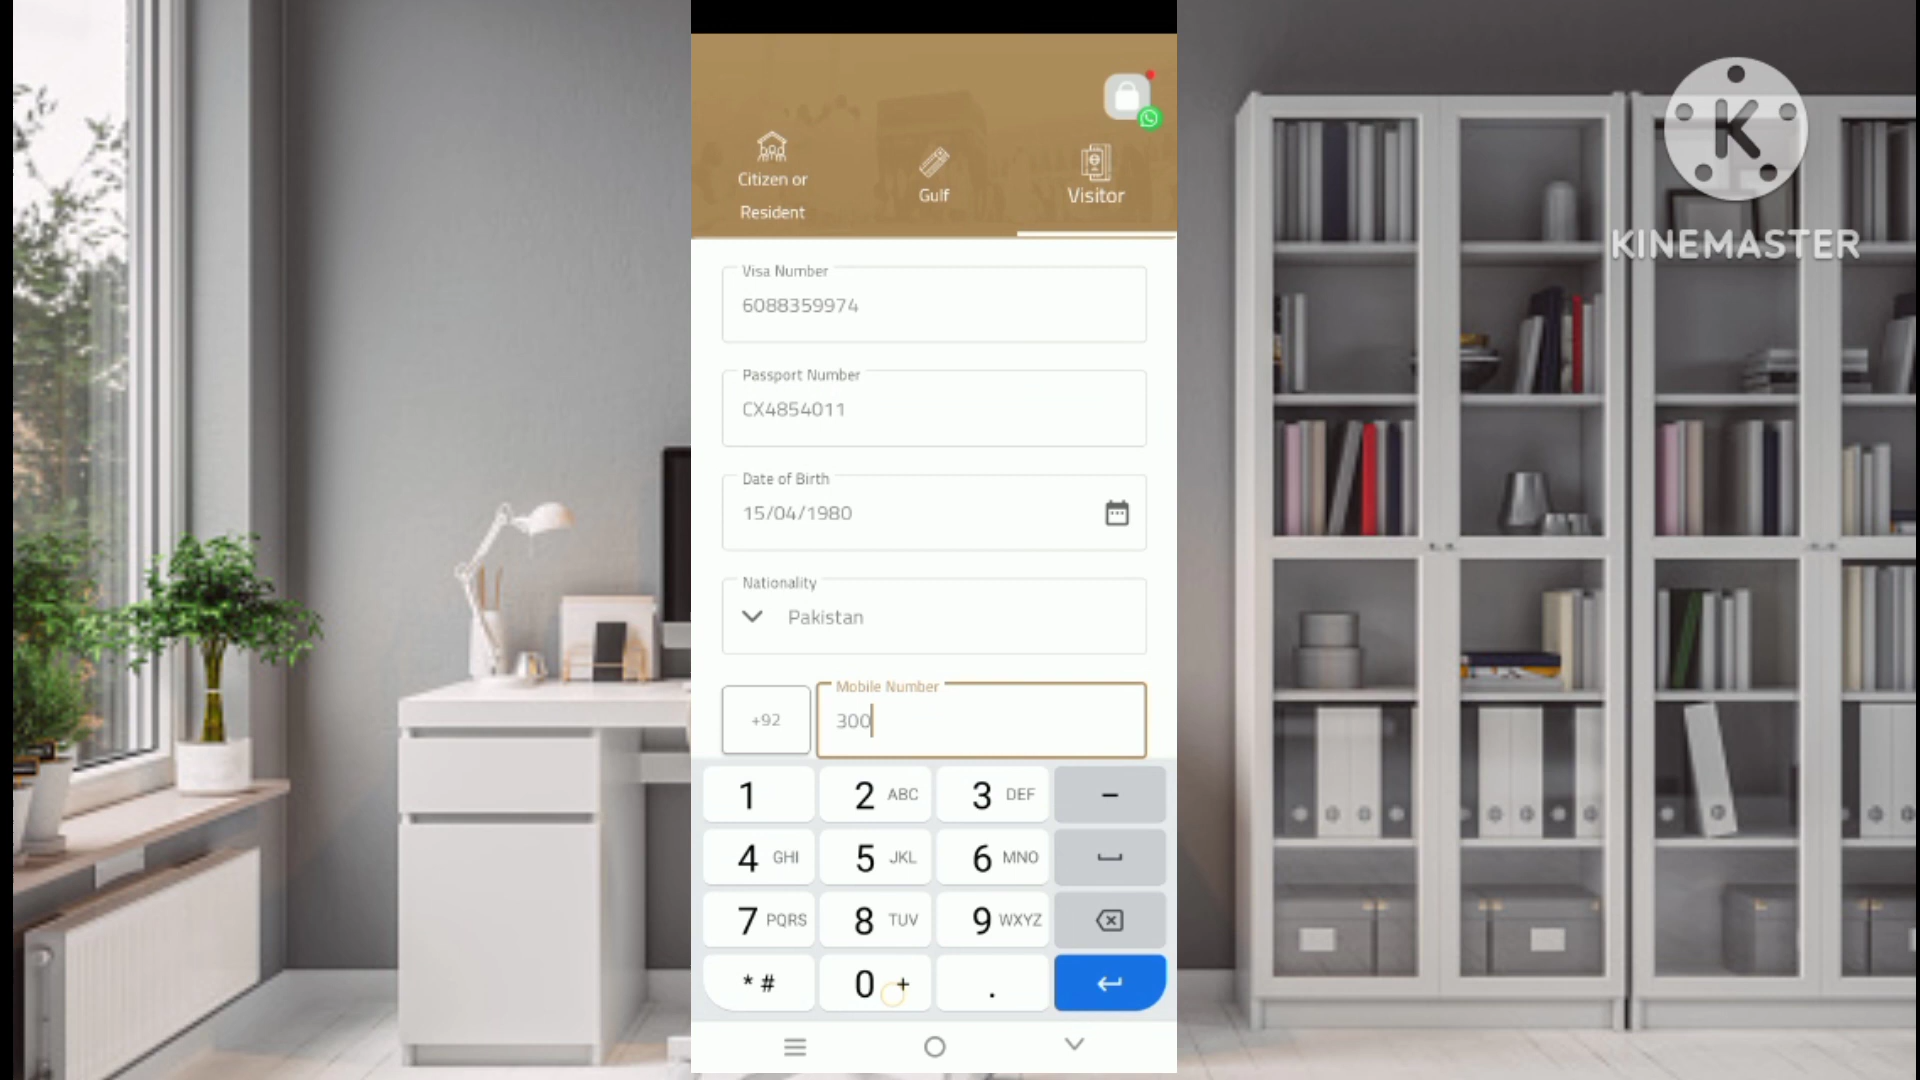 Citizen or
Resident
Gulf
Visitor
Visa Number
6088359974
Passport Number
CX4854011
Date of Birth
15/04/1980
Nationality
Pakistan
Mobile Number
+92
300
1
2 ABC
3 DEF
-
4 GHI
5 JKL
6 MNO
7 PQRS
8 TUV
9 WXYZ
* #
0 +
.
K
KINEMASTER